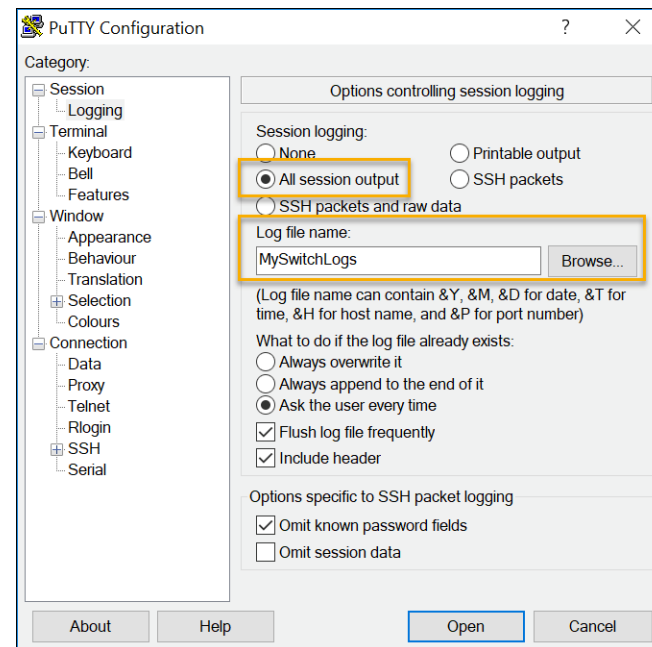 PuTTY Configuration
?
Category:
Session
Logging
Terminal
Keyboard
Bell
Features
Window
Appearance
Behaviour
Translation
Selection
Colours
Connection
Data
Proxy
Telnet
Rlogin
SSH
Serial
Options controlling session logging
Session logging:
None
Printable output
All session output
SSH packets
SSH packets and raw data
Log file name:
MySwitchLogs
Browse...
(Log file name can contain &Y, &M, &D for date, &T for
time, &H for host name, and &P for port number)
What to do if the log file already exists:
Always overwrite it
Always append to the end of it
Ask the user every time
Flush log file frequently
Include header
Options specific to SSH packet logging
Omit known password fields
Omit session data
About
Help
Open
Cancel